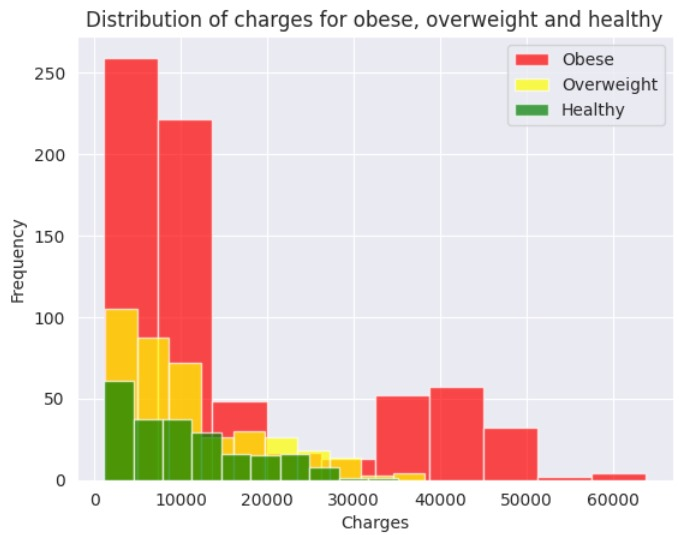 Distribution of charges for obese, overweight and healthy
Obese
Overweight
Healthy
250
200
150
100
50
0
Frequency
0 10000 20000 30000 40000 50000 60000
Charges